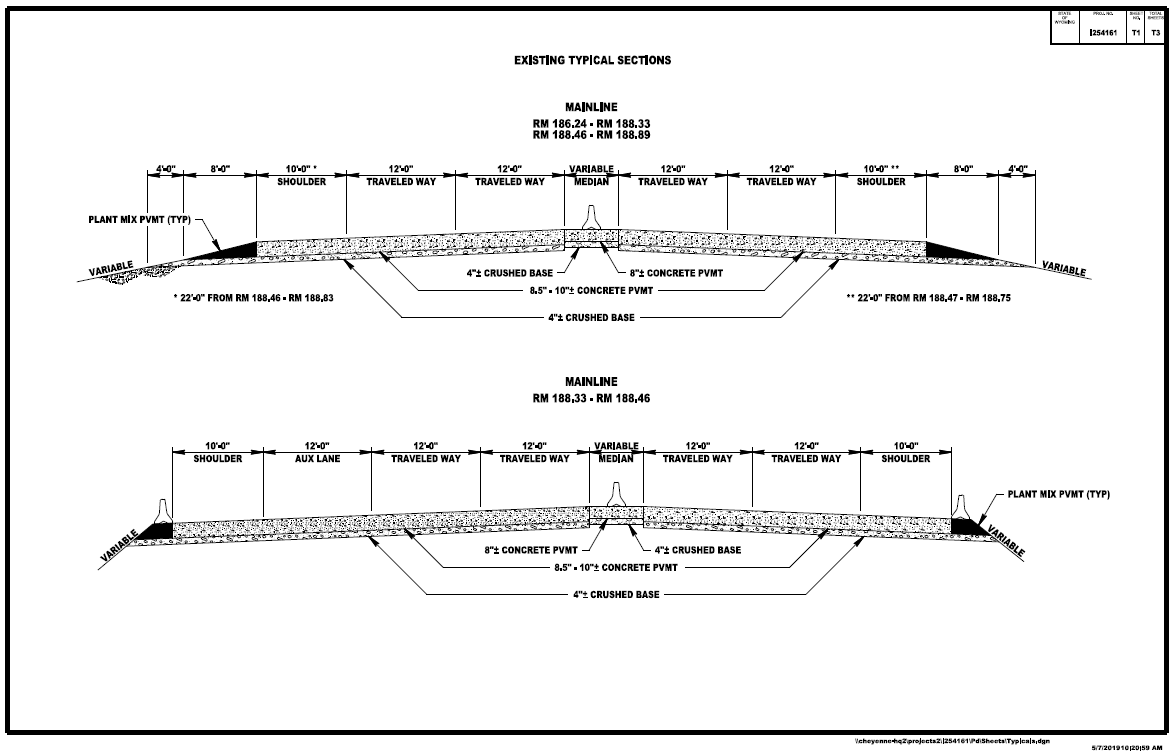 STATE OF WYOMING
PROJ. NO.
SHEET NO.
TOTAL SHEETS
I254161
T1
T3
EXISTING TYPICAL SECTIONS
MAINLINE
RM 186.24 - RM 188.33
RM 188.46 - RM 188.89
4'-0" 8'-0" 10'-0" * 12'-0" 12'-0" VARIABLE 12'-0" 12'-0" 10'-0" ** 8'-0" 4'-0"
SHOULDER TRAVELED WAY TRAVELED WAY MEDIAN TRAVELED WAY TRAVELED WAY SHOULDER
PLANT MIX PVMT (TYP)
VARIABLE
VARIABLE
4"± CRUSHED BASE
8"± CONCRETE PVMT
8.5" - 10"± CONCRETE PVMT
* 22'-0" FROM RM 188.46 - RM 188.83
** 22'-0" FROM RM 188.47 - RM 188.75
4"± CRUSHED BASE
MAINLINE
RM 188.33 - RM 188.46
10'-0" 12'-0" 12'-0" 12'-0" VARIABLE 12'-0" 12'-0" 10'-0"
SHOULDER AUX LANE TRAVELED WAY TRAVELED WAY MEDIAN TRAVELED WAY TRAVELED WAY SHOULDER
PLANT MIX PVMT (TYP)
VARIABLE
VARIABLE
8"± CONCRETE PVMT
4"± CRUSHED BASE
8.5" - 10"± CONCRETE PVMT
4"± CRUSHED BASE
\\cheyenne-hq2\projects2\I254161\Pd\Sheets\Typicals.dgn
5/7/2019 10:20:59 AM